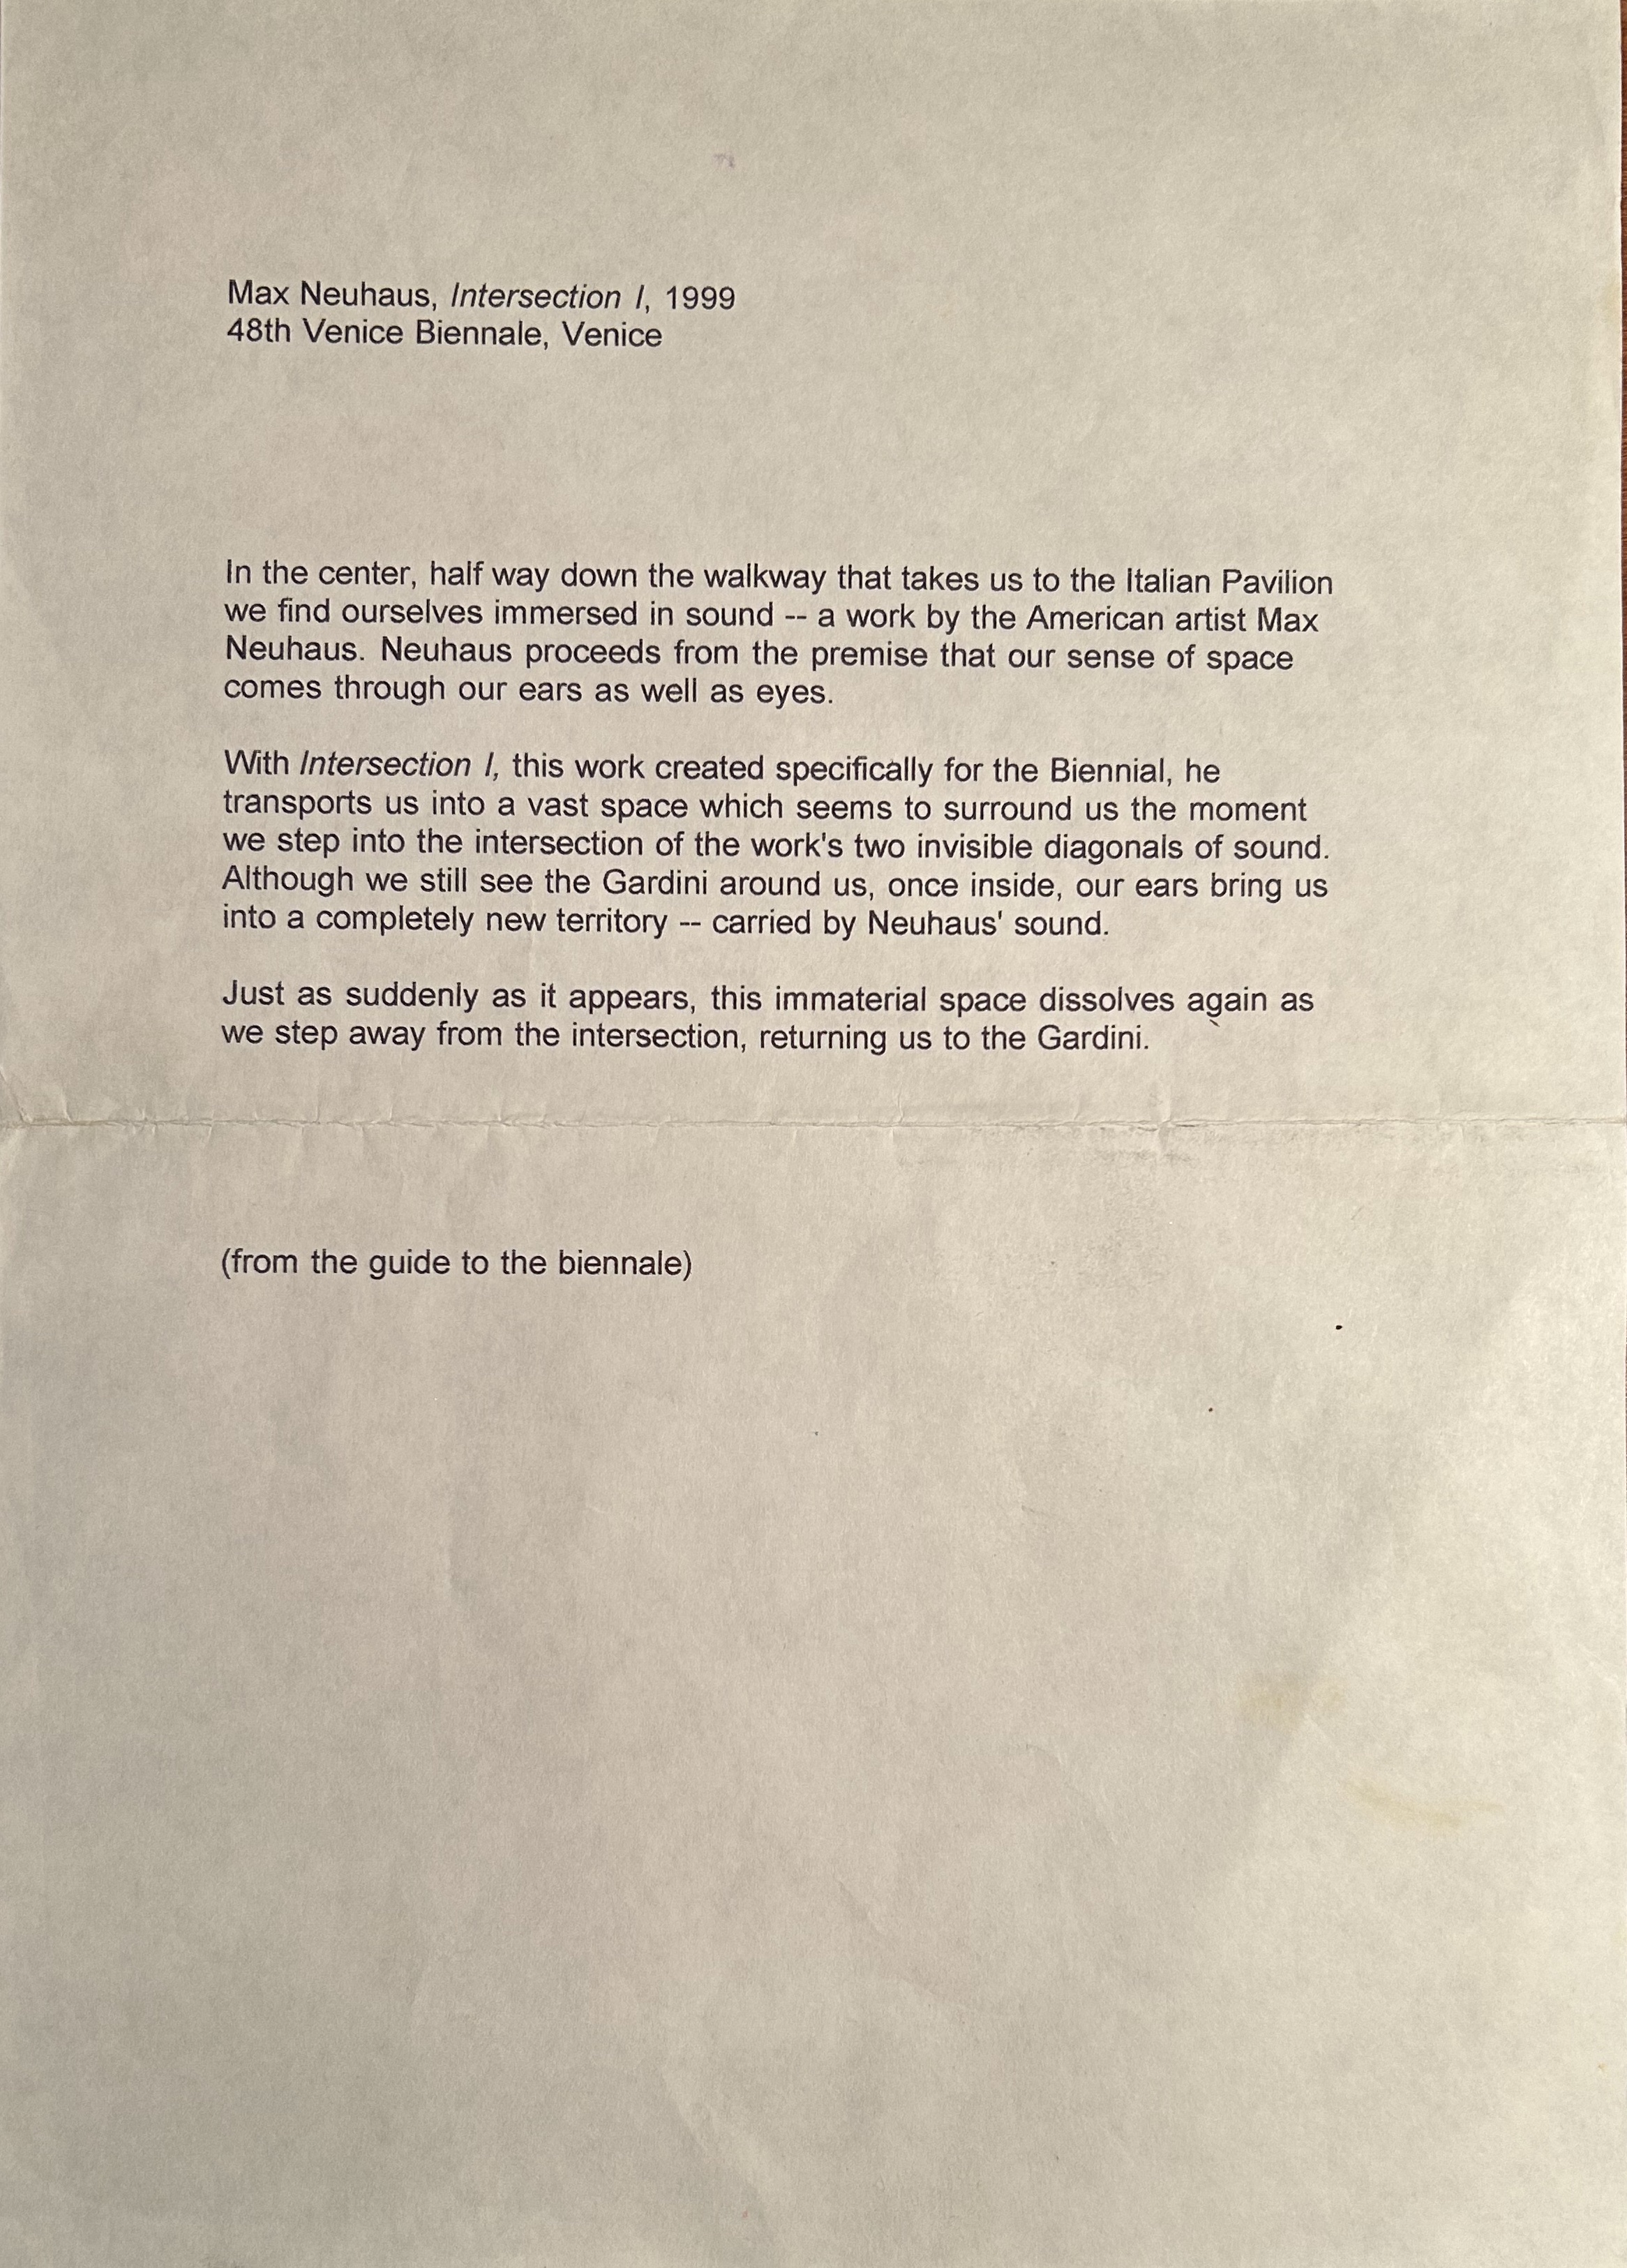 Max Neuhaus, Intersection I, 1999
48th Venice Biennale, Venice
In the center, half way down the walkway that takes us to the Italian Pavilion
we find ourselves immersed in sound -- a work by the American artist Max
Neuhaus. Neuhaus proceeds from the premise that our sense of space
comes through our ears as well as eyes.
With Intersection I, this work created specifically for the Biennial, he
transports us into a vast space which seems to surround us the moment
we step into the intersection of the work's two invisible diagonals of sound.
Although we still see the Gardini around us, once inside, our ears bring us
into a completely new territory -- carried by Neuhaus' sound.
Just as suddenly as it appears, this immaterial space dissolves again as
we step away from the intersection, returning us to the Gardini.
(from the guide to the biennale)